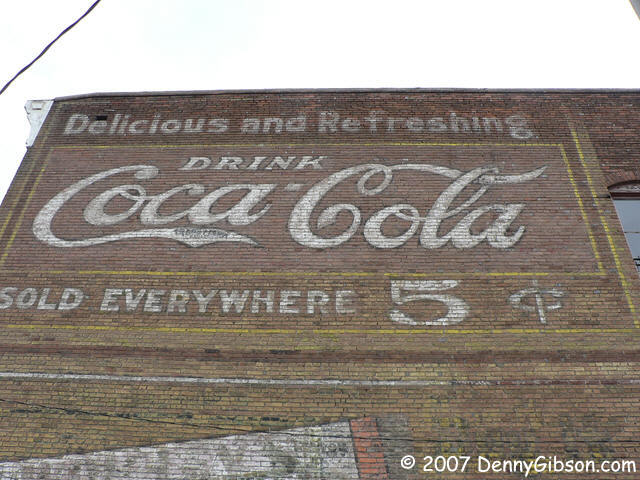 Delicious and Refreshing
DRINK
Coca-Cola
SOLD EVERYWHERE 5 ¢
© 2007 DennyGibson.com